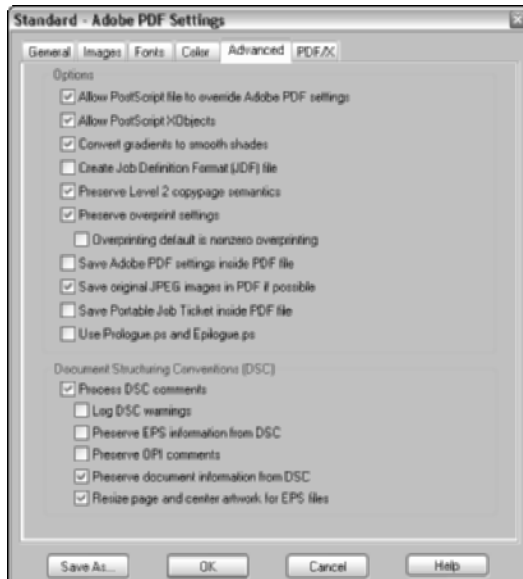 Standard - Adobe PDF Settings
General Images Fonts Color Advanced PDF/X
Options
Allow PostScript file to override Adobe PDF settings
Allow PostScript XObjects
Convert gradients to smooth shades
Create Job Definition Format (JDF) file
Preserve Level 2 copypage semantics
Preserve overprint settings
Overprinting default is nonzero overprinting
Save Adobe PDF settings inside PDF file
Save original JPEG images in PDF if possible
Save Portable Job Ticket inside PDF file
Use Prologue.ps and Epilogue.ps
Document Structuring Conventions (DSC)
Process DSC comments
Log DSC warnings
Preserve EPS information from DSC
Preserve OPI comments
Preserve document information from DSC
Resize page and center artwork for EPS files
Save As... OK Cancel Help